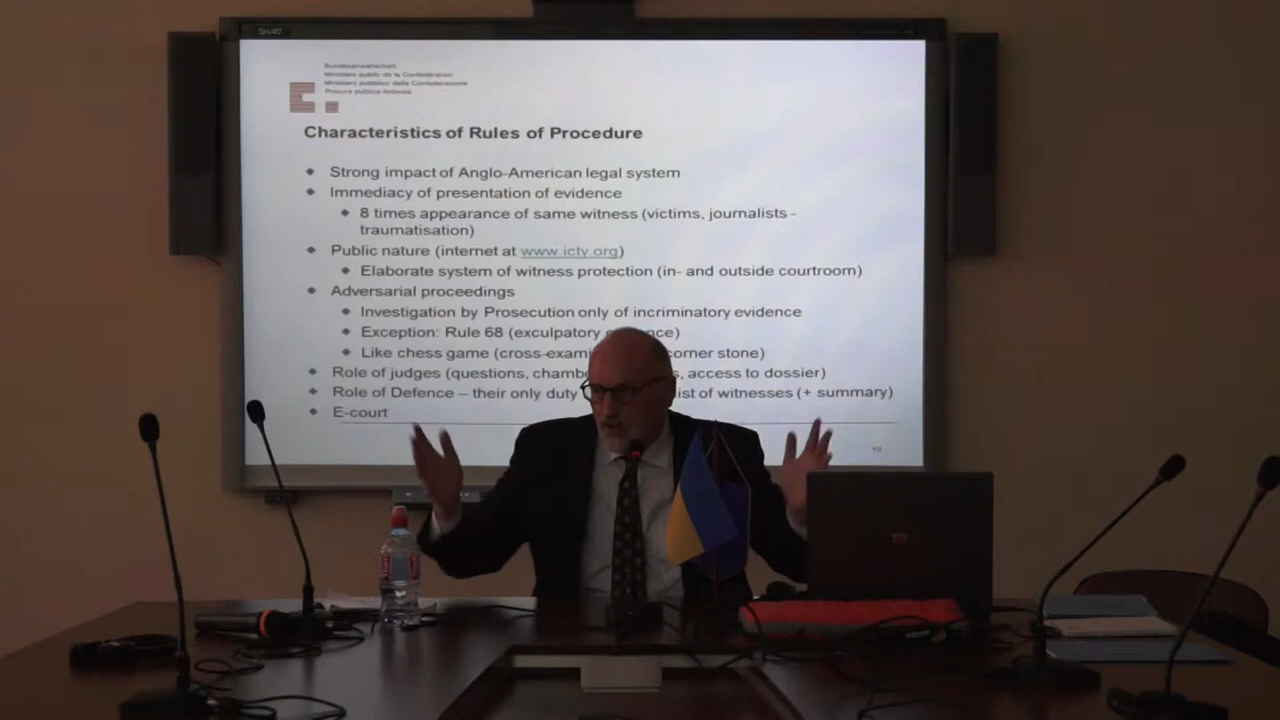 SMART
Bundesanwaltschaft
Ministère public de la Confédération
Ministero pubblico della Confederazione
Procura publica federala
Characteristics of Rules of Procedure
Strong impact of Anglo-American legal system
Immediacy of presentation of evidence
8 times appearance of same witness (victims, journalists -
traumatisation)
Public nature (internet at www.icty.org)
Elaborate system of witness protection (in- and outside courtroom)
Adversarial proceedings
Investigation by Prosecution only of incriminatory evidence
Exception: Rule 68 (exculpatory
Like chess game (cross- corner stone)
Role of judges (questions, access to dossier)
Role of Defence – their only duty list of witnesses (+ summary)
E-court